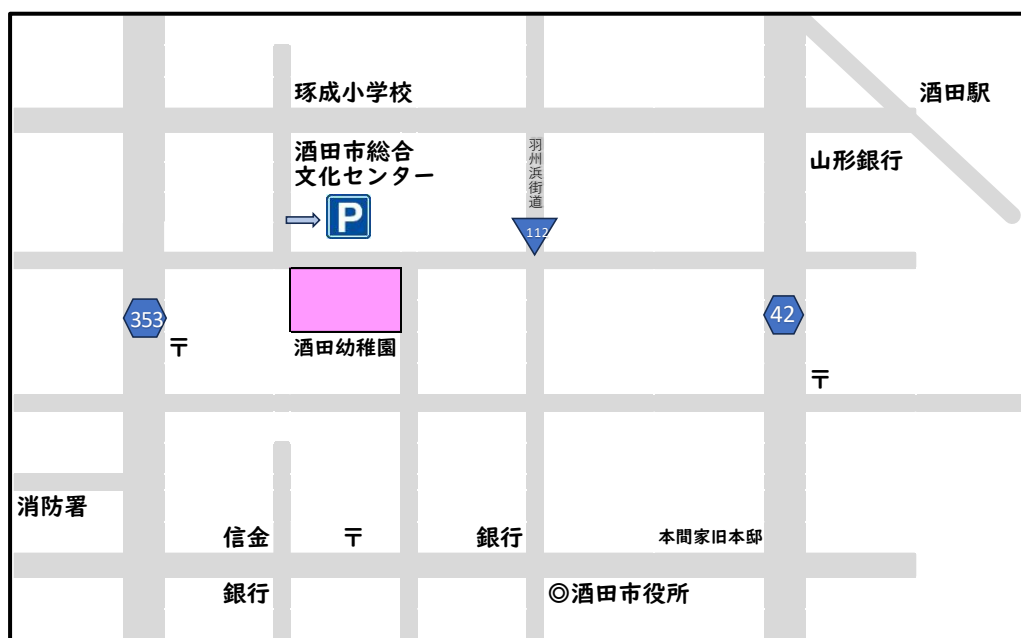 琢成小学校
酒田駅
酒田市総合
文化センター
羽州浜街道
山形銀行
P
112
353
42
〒
酒田幼稚園
〒
消防署
信金
〒
銀行
本間家旧本邸
銀行
◎酒田市役所